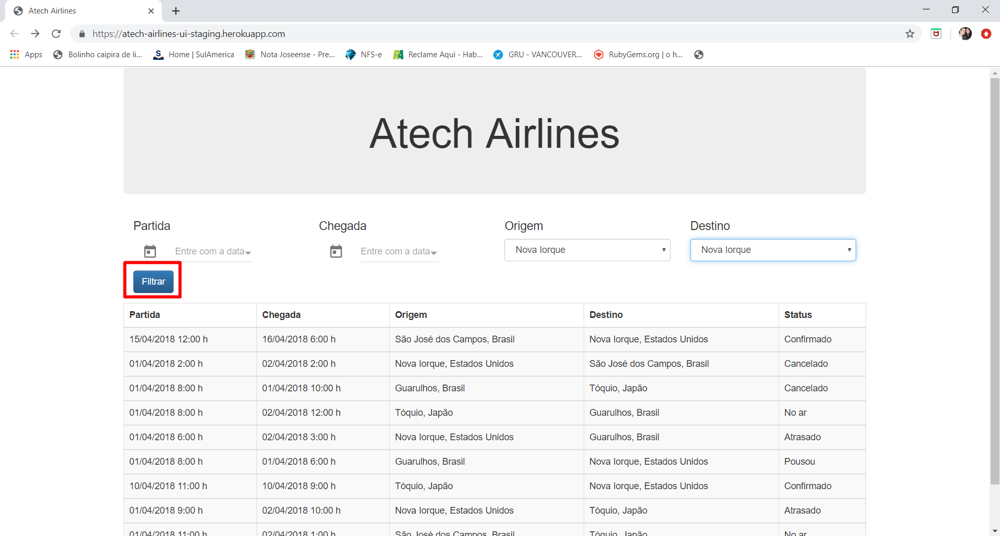 Atech Airlines
https://atech-airlines-ui-staging.herokuapp.com
Apps Bolinho caipira de li... Home | SulAmerica Nota Joseense - Pre... NFS-e Reclame Aqui - Hab... GRU - VANCOUVER... RubyGems.org | o h...
Atech Airlines
Partida Chegada Origem Destino
Entre com a data Entre com a data Nova Iorque Nova Iorque
Filtrar
Partida Chegada Origem Destino Status
15/04/2018 12:00 h 16/04/2018 6:00 h São José dos Campos, Brasil Nova Iorque, Estados Unidos Confirmado
01/04/2018 2:00 h 02/04/2018 2:00 h Nova Iorque, Estados Unidos São José dos Campos, Brasil Cancelado
01/04/2018 8:00 h 01/04/2018 10:00 h Guarulhos, Brasil Tóquio, Japão Cancelado
01/04/2018 8:00 h 02/04/2018 12:00 h Tóquio, Japão Guarulhos, Brasil No ar
01/04/2018 6:00 h 02/04/2018 3:00 h Nova Iorque, Estados Unidos Guarulhos, Brasil Atrasado
01/04/2018 8:00 h 01/04/2018 6:00 h Guarulhos, Brasil Nova Iorque, Estados Unidos Pousou
10/04/2018 11:00 h 10/04/2018 9:00 h Tóquio, Japão Nova Iorque, Estados Unidos Confirmado
01/04/2018 9:00 h 02/04/2018 10:00 h Nova Iorque, Estados Unidos Tóquio, Japão Atrasado
01/04/2018 11:00 h 02/04/2018 1:00 h São José dos Campos, Brasil Tóquio, Japão No ar